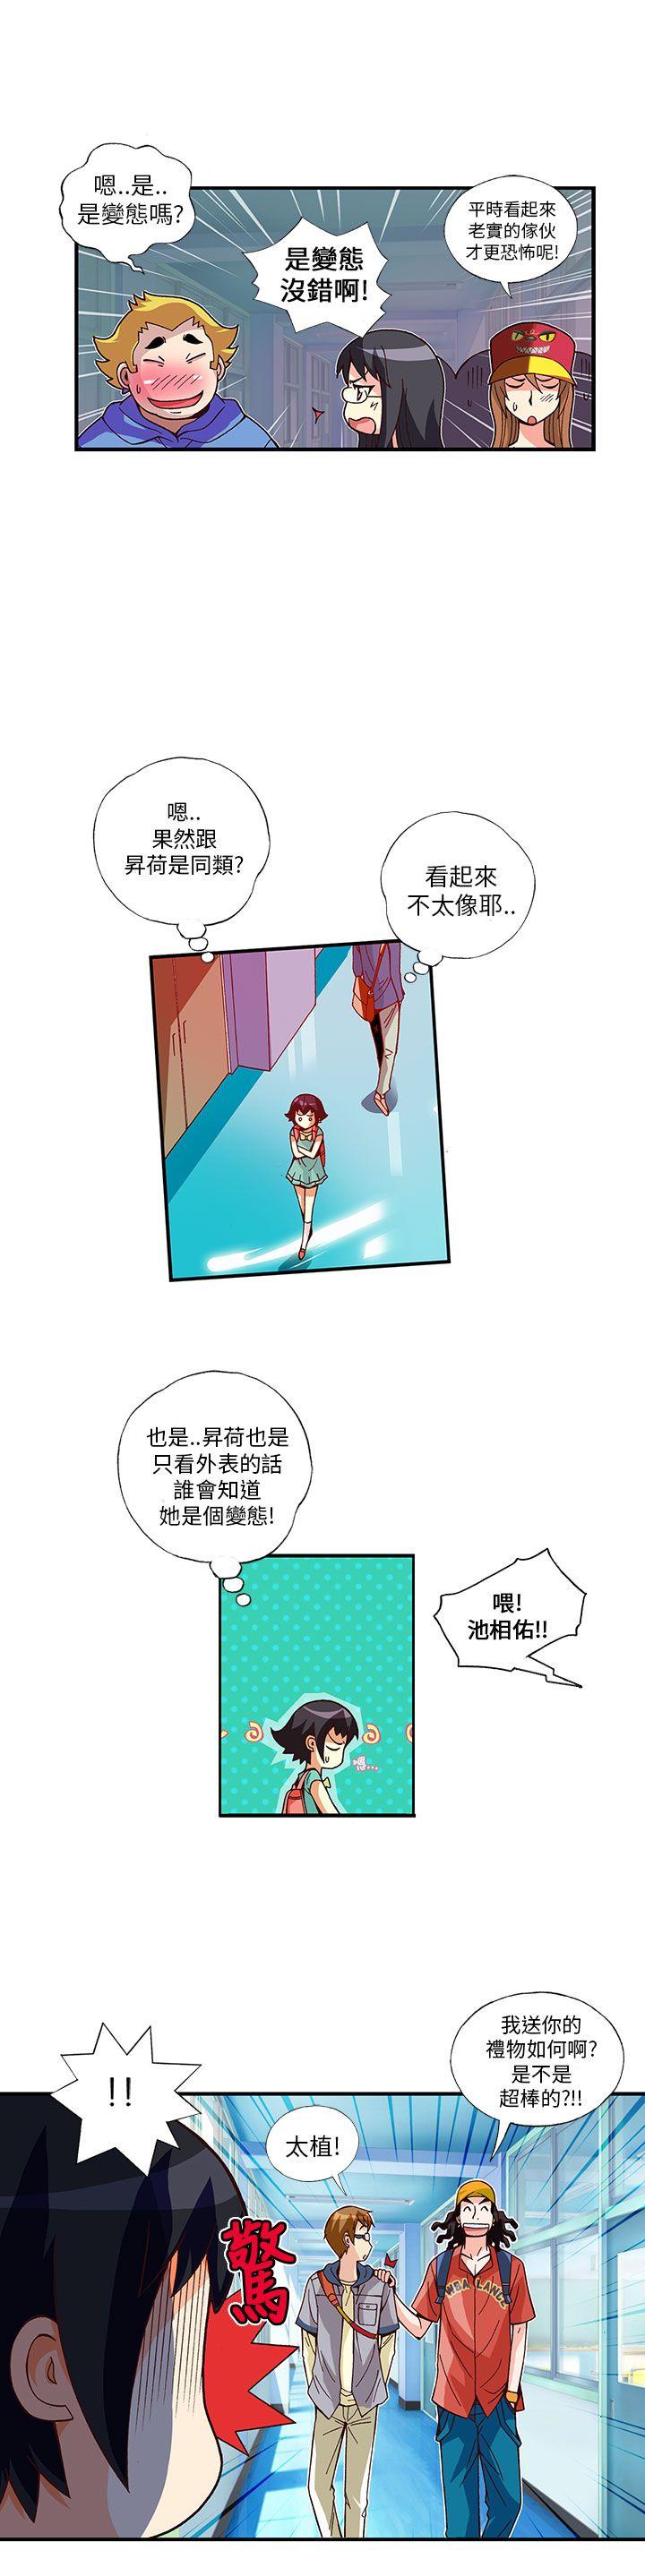 嗯..是..
是變態嗎?
是變態
沒錯啊!
平時看起來
老實的傢伙
才更恐怖呢!
嗯..
果然跟
昇荷是同類?
看起來
不太像耶..
也是..昇荷也是
只看外表的話
誰會知道
她是個變態!
喂!
池相佑!!
嗯...
!!
驚
太植!
我送你的
禮物如何啊?
是不是
超棒的?!!
NBA LANCE